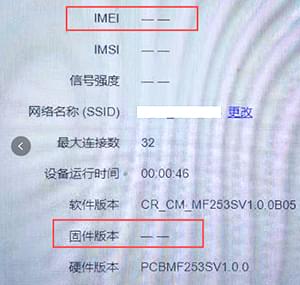 IMEI — —
IMSI — —
信号强度 — —
网络名称 (SSID) 更改
最大连接数 32
设备运行时间 00:00:46
软件版本 CR_CM_MF253SV1.0.0B05
固件版本 — —
硬件版本 PCBMF253SV1.0.0